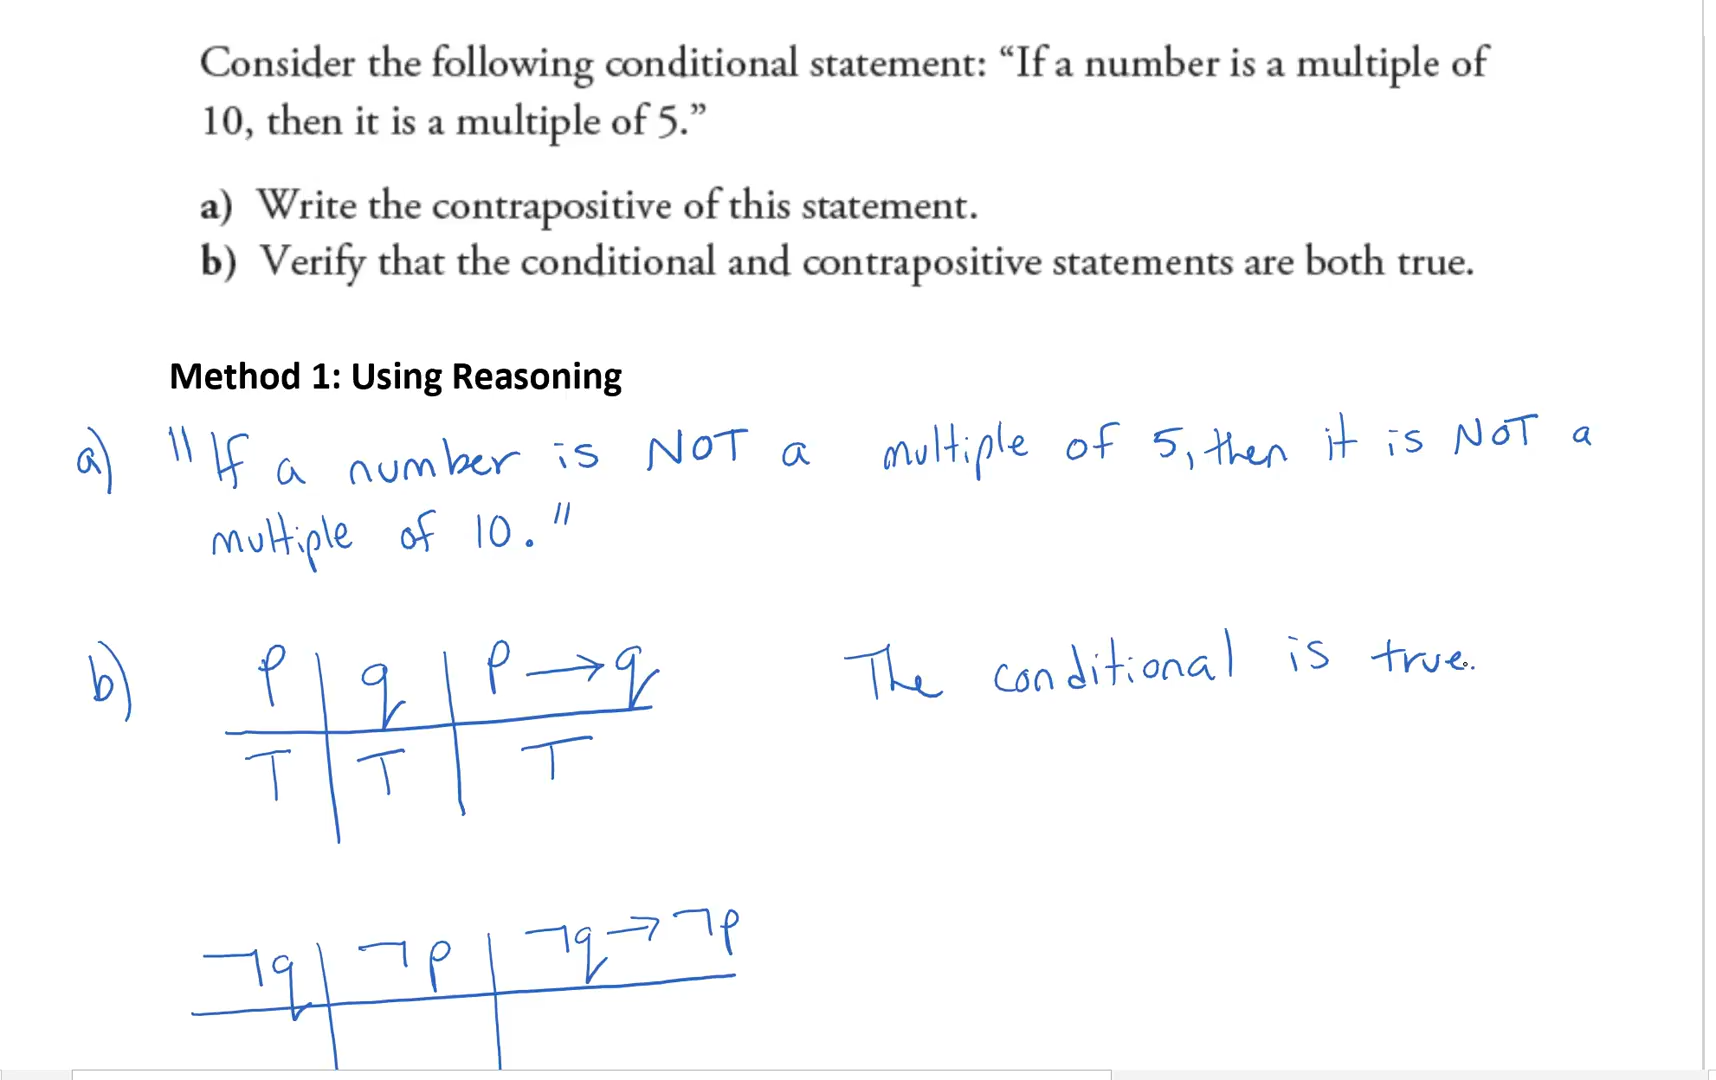 Consider the following conditional statement: “If a number is a multiple of
10, then it is a multiple of 5.”
a) Write the contrapositive of this statement.
b) Verify that the conditional and contrapositive statements are both true.
Method 1: Using Reasoning
a) "If a number is NOT a multiple of 5, then it is NOT a
multiple of 10."
b) p q p → q The conditional is true.
T T T
¬q ¬p ¬q → ¬p